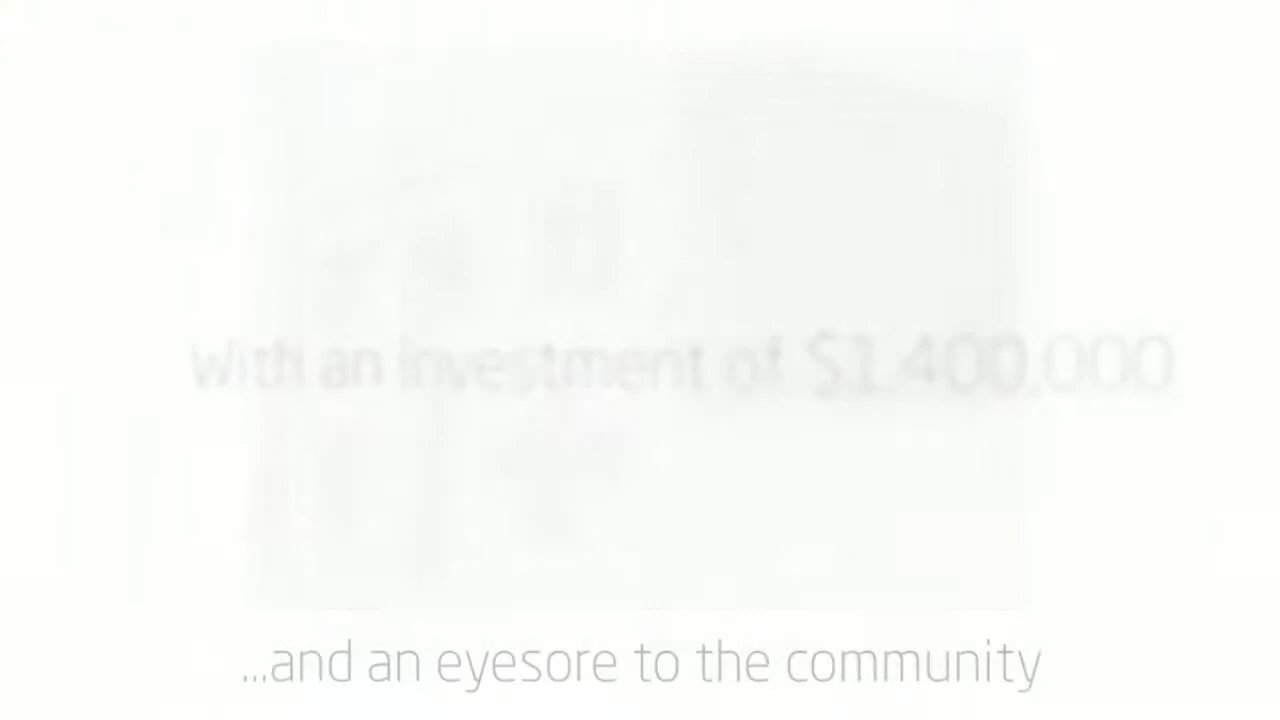 With an investment of $1,400,000
...and an eyesore to the community